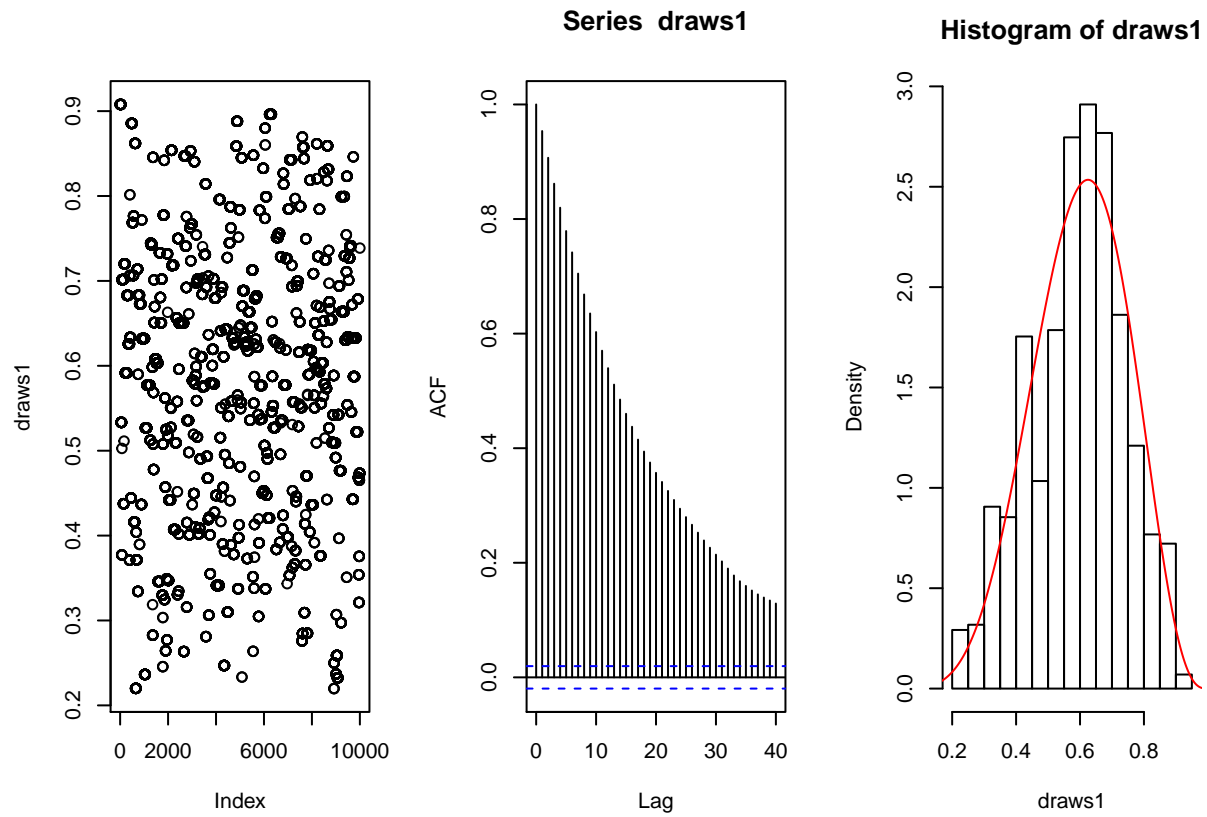 Series draws1
Histogram of draws1
draws1
0.2 0.3 0.4 0.5 0.6 0.7 0.8 0.9
0 2000 6000 10000
Index
ACF
0.0 0.2 0.4 0.6 0.8 1.0
0 10 20 30 40
Lag
Density
0.0 0.5 1.0 1.5 2.0 2.5 3.0
0.2 0.4 0.6 0.8
draws1